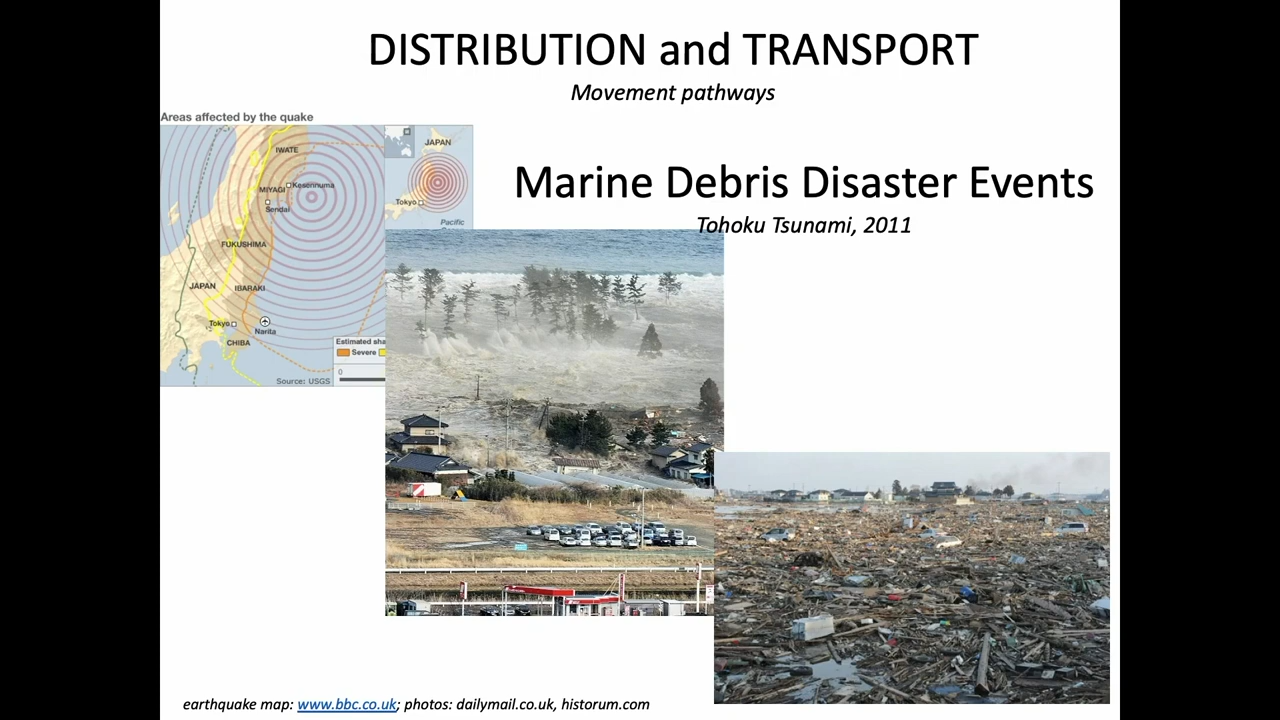 DISTRIBUTION and TRANSPORT
Movement pathways
Areas affected by the quake
IWATE
MIYAGI
Kesennuma
Sendai
FUKUSHIMA
JAPAN
IBARAKI
Tokyo
Narita
CHIBA
Estimated sha
Severe
0
Source: USGS
JAPAN
Tokyo
Pacific
Marine Debris Disaster Events
Tohoku Tsunami, 2011
earthquake map: www.bbc.co.uk; photos: dailymail.co.uk, historum.com